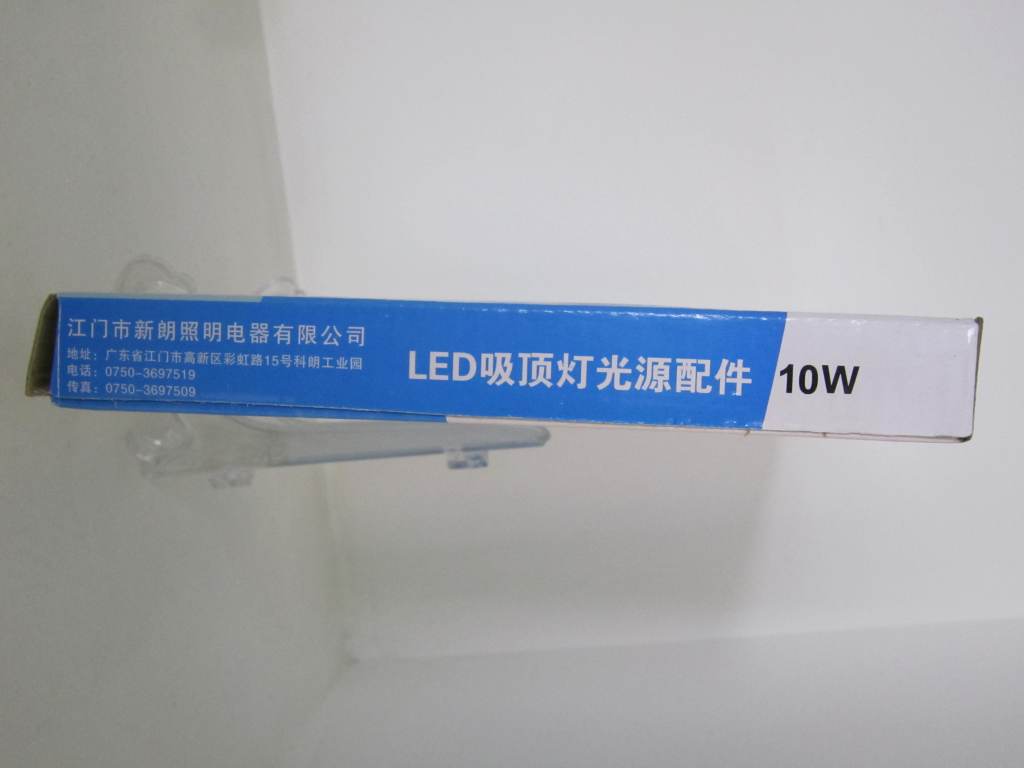 江门市新朗照明电器有限公司
地址：广东省江门市高新区彩虹路15号科朗工业园
电话：0750-3697519
传真：0750-3697509
LED吸顶灯光源配件
10W